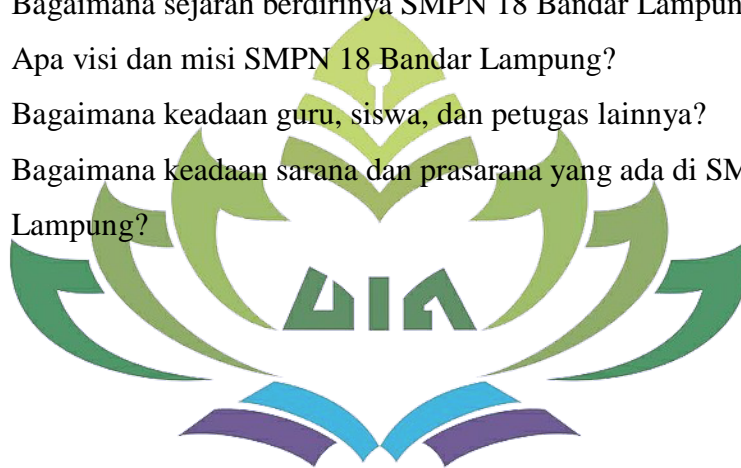 Bagaimana sejarah berdirinya SMPN 18 Bandar Lampun
Apa visi dan misi SMPN 18 Bandar Lampung?
Bagaimana keadaan guru, siswa, dan petugas lainnya?
Bagaimana keadaan sarana dan prasarana yang ada di SM
Lampung?
UIN